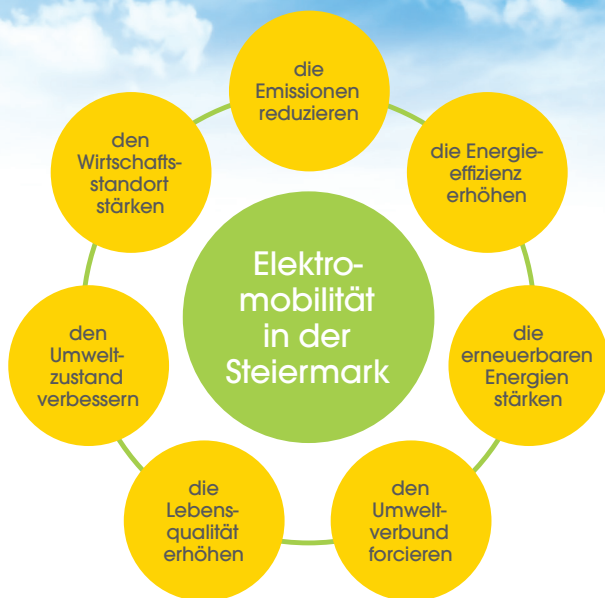 die
Emissionen
reduzieren
die Energie-
effizienz
erhöhen
die
erneuerbaren
Energien
stärken
den
Umwelt-
verbund
forcieren
die
Lebens-
qualität
erhöhen
den
Umwelt-
zustand
verbessern
den
Wirtschafts-
standort
stärken
Elektro-
mobilität
in der
Steiermark